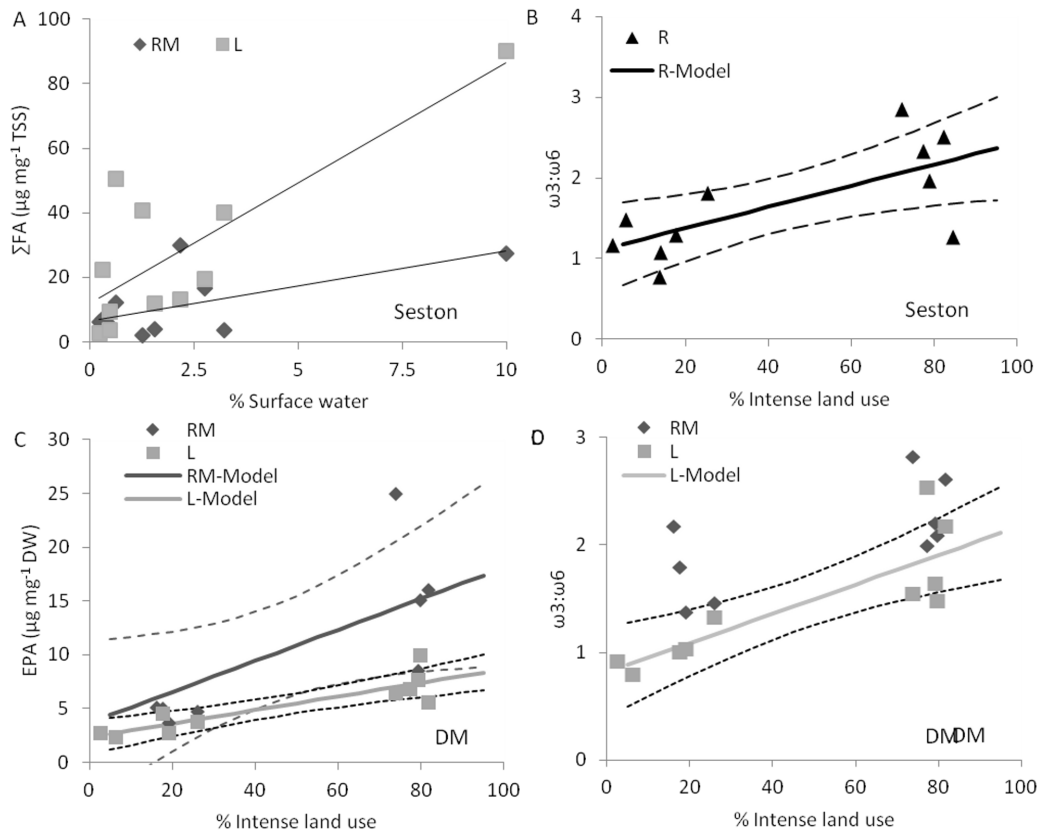 A
100
80
60
40
20
0
∑FA (µg mg-1 TSS)
RM
L
Seston
0 2.5 5 7.5 10
% Surface water
B
4
3
2
1
0
ω3:ω6
R
R-Model
Seston
0 20 40 60 80 100
% Intense land use
C
30
25
20
15
10
5
0
EPA (µg mg-1 DW)
RM
L
RM-Model
L-Model
DM
0 20 40 60 80 100
% Intense land use
D
3
2
1
0
ω3:ω6
RM
L
L-Model
DM DM
0 20 40 60 80 100
% Intense land use